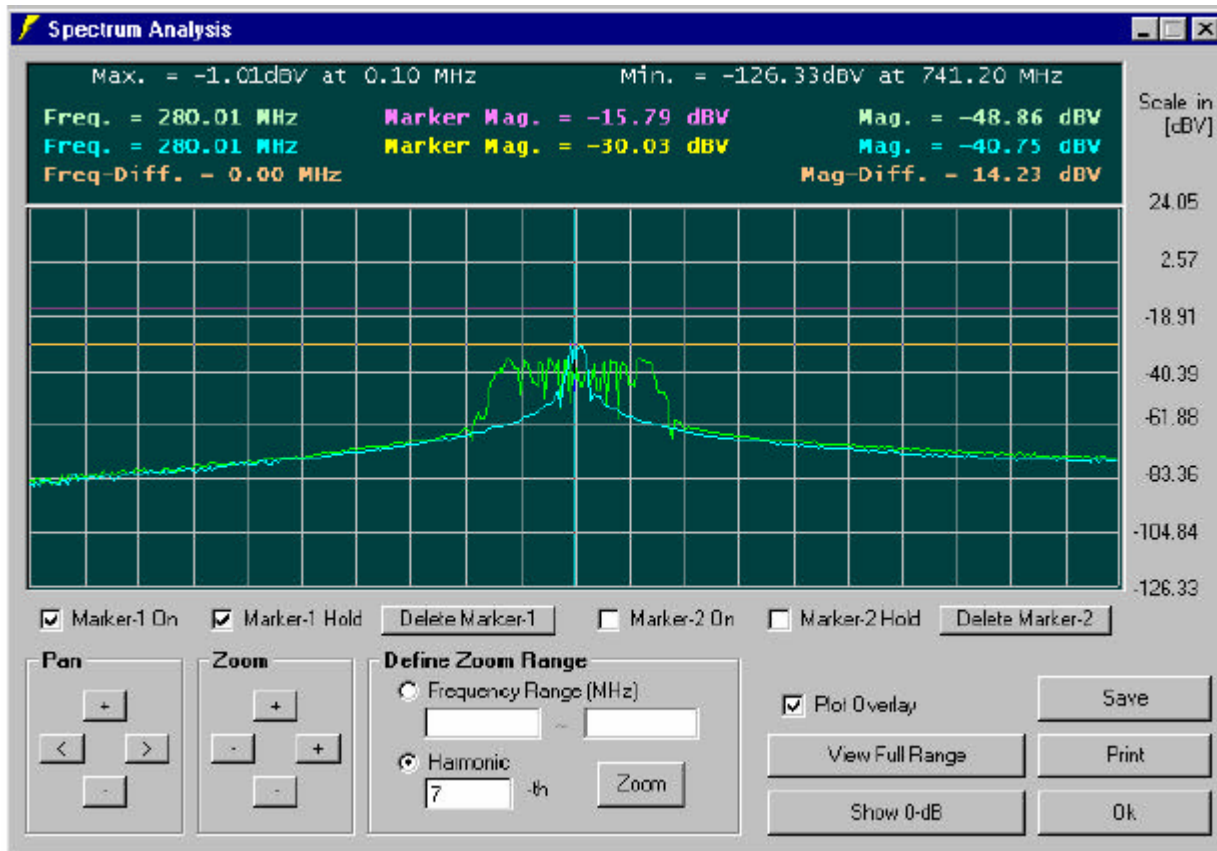 Spectrum Analysis
Max. = -1.01dBV at 0.10 MHz Min. = -126.33dBV at 741.20 MHz
Freq. = 280.01 MHz Marker Mag. = -15.79 dBV Mag. = -48.86 dBV
Freq. = 280.01 MHz Marker Mag. = -30.03 dBV Mag. = -40.75 dBV
Freq-Diff. - 0.00 MHz Mag-Diff. - 14.23 dBV
Scale in
[dBV]
24.05
2.57
-18.91
-40.39
-61.88
-83.36
-104.84
-126.33
Marker-1 On Marker-1 Hold Delete Marker-1 Marker-2 On Marker-2 Hold Delete Marker-2
Pan Zoom Define Zoom Range
+ < > -
+ - + -
Frequency Range (MHz)
~
Harmonic
7 -th Zoom
Plot Overlay Save
View Full Range Print
Show 0-dB Ok